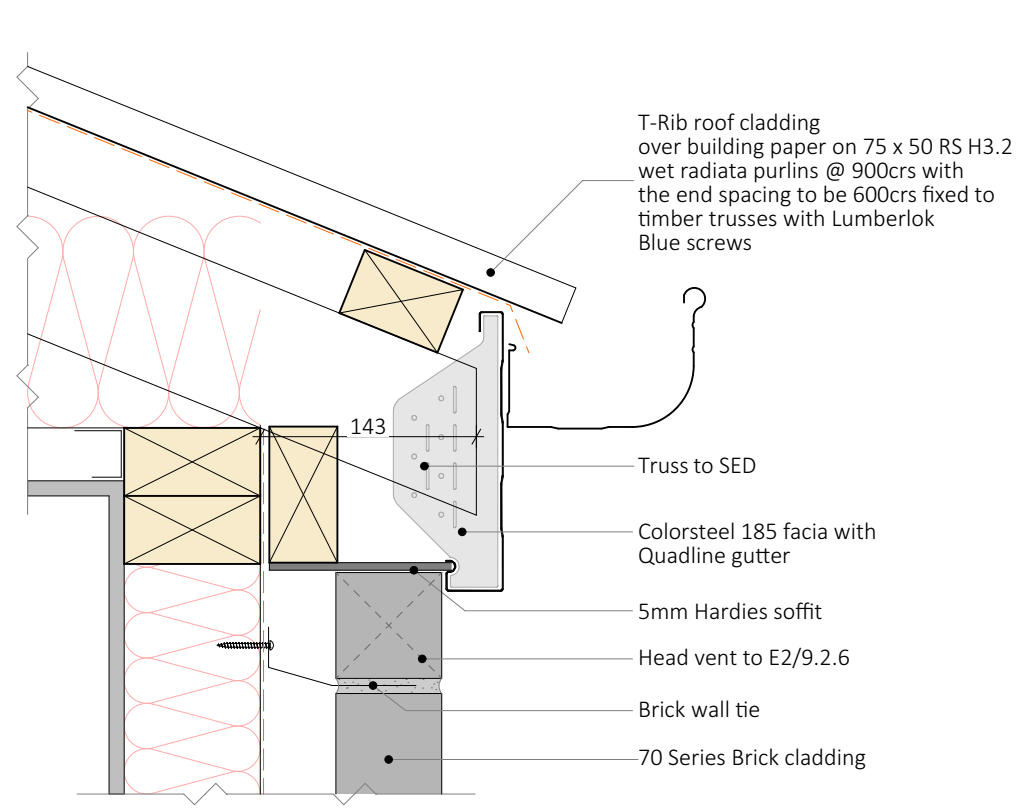 T-Rib roof cladding
over building paper on 75 x 50 RS H3.2
wet radiata purlins @ 900crs with
the end spacing to be 600crs fixed to
timber trusses with Lumberlok
Blue screws
143
Truss to SED
Colorsteel 185 facia with
Quadline gutter
5mm Hardies soffit
Head vent to E2/9.2.6
Brick wall tie
70 Series Brick cladding